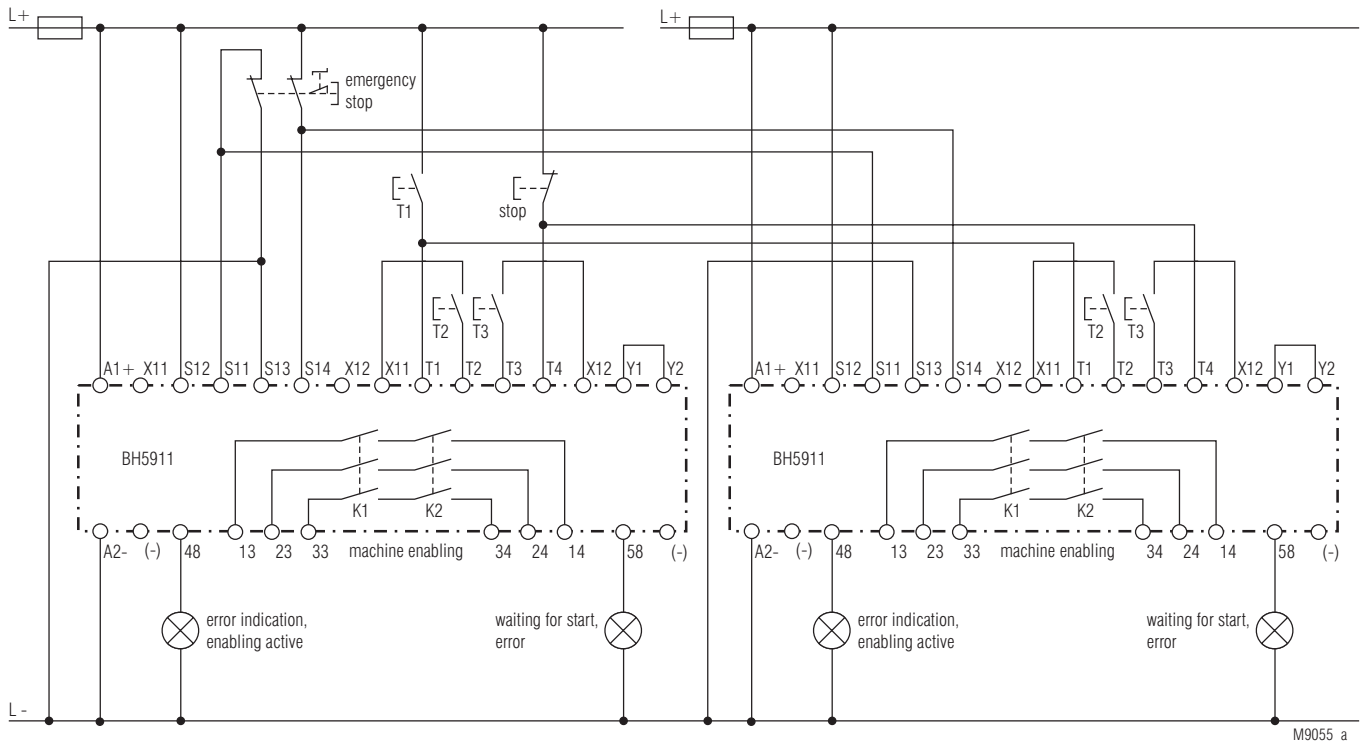 L+
L+
emergency
stop
T1
stop
T2
T3
T2
T3
A1+ X11 S12 S11 S13 S14 X12 X11 T1 T2 T3 T4 X12 Y1 Y2
A1+ X11 S12 S11 S13 S14 X12 X11 T1 T2 T3 T4 X12 Y1 Y2
BH5911
K1
K2
BH5911
K1
K2
A2- (-) 48 13 23 33 machine enabling 34 24 14 58 (-)
A2- (-) 48 13 23 33 machine enabling 34 24 14 58 (-)
error indication,
enabling active
waiting for start,
error
error indication,
enabling active
waiting for start,
error
L -
M9055 a